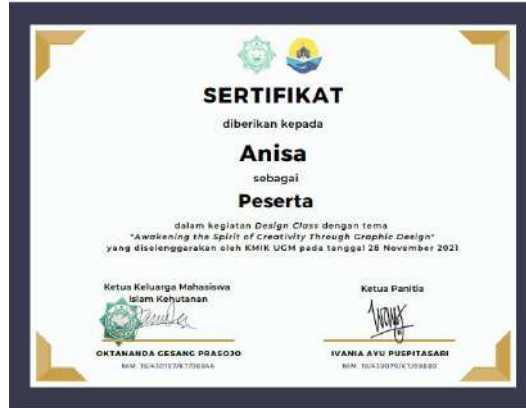 SERTIFIKAT
diberikan kepada
Anisa
sebagai
Peserta
dalam kegiatan Design Class dengan tema
"Awakening the Spirit of Creativity Through Graphic Design"
yang diselenggarakan oleh KMIK UGM pada tanggal 28 November 2021
Ketua Keluarga Mahasiswa
Islam Kehutanan
Ketua Panitia
OKTANANDA GESANG PRASOJO
IVANIA AYU PUSPITASARI
NIM.
NIM.